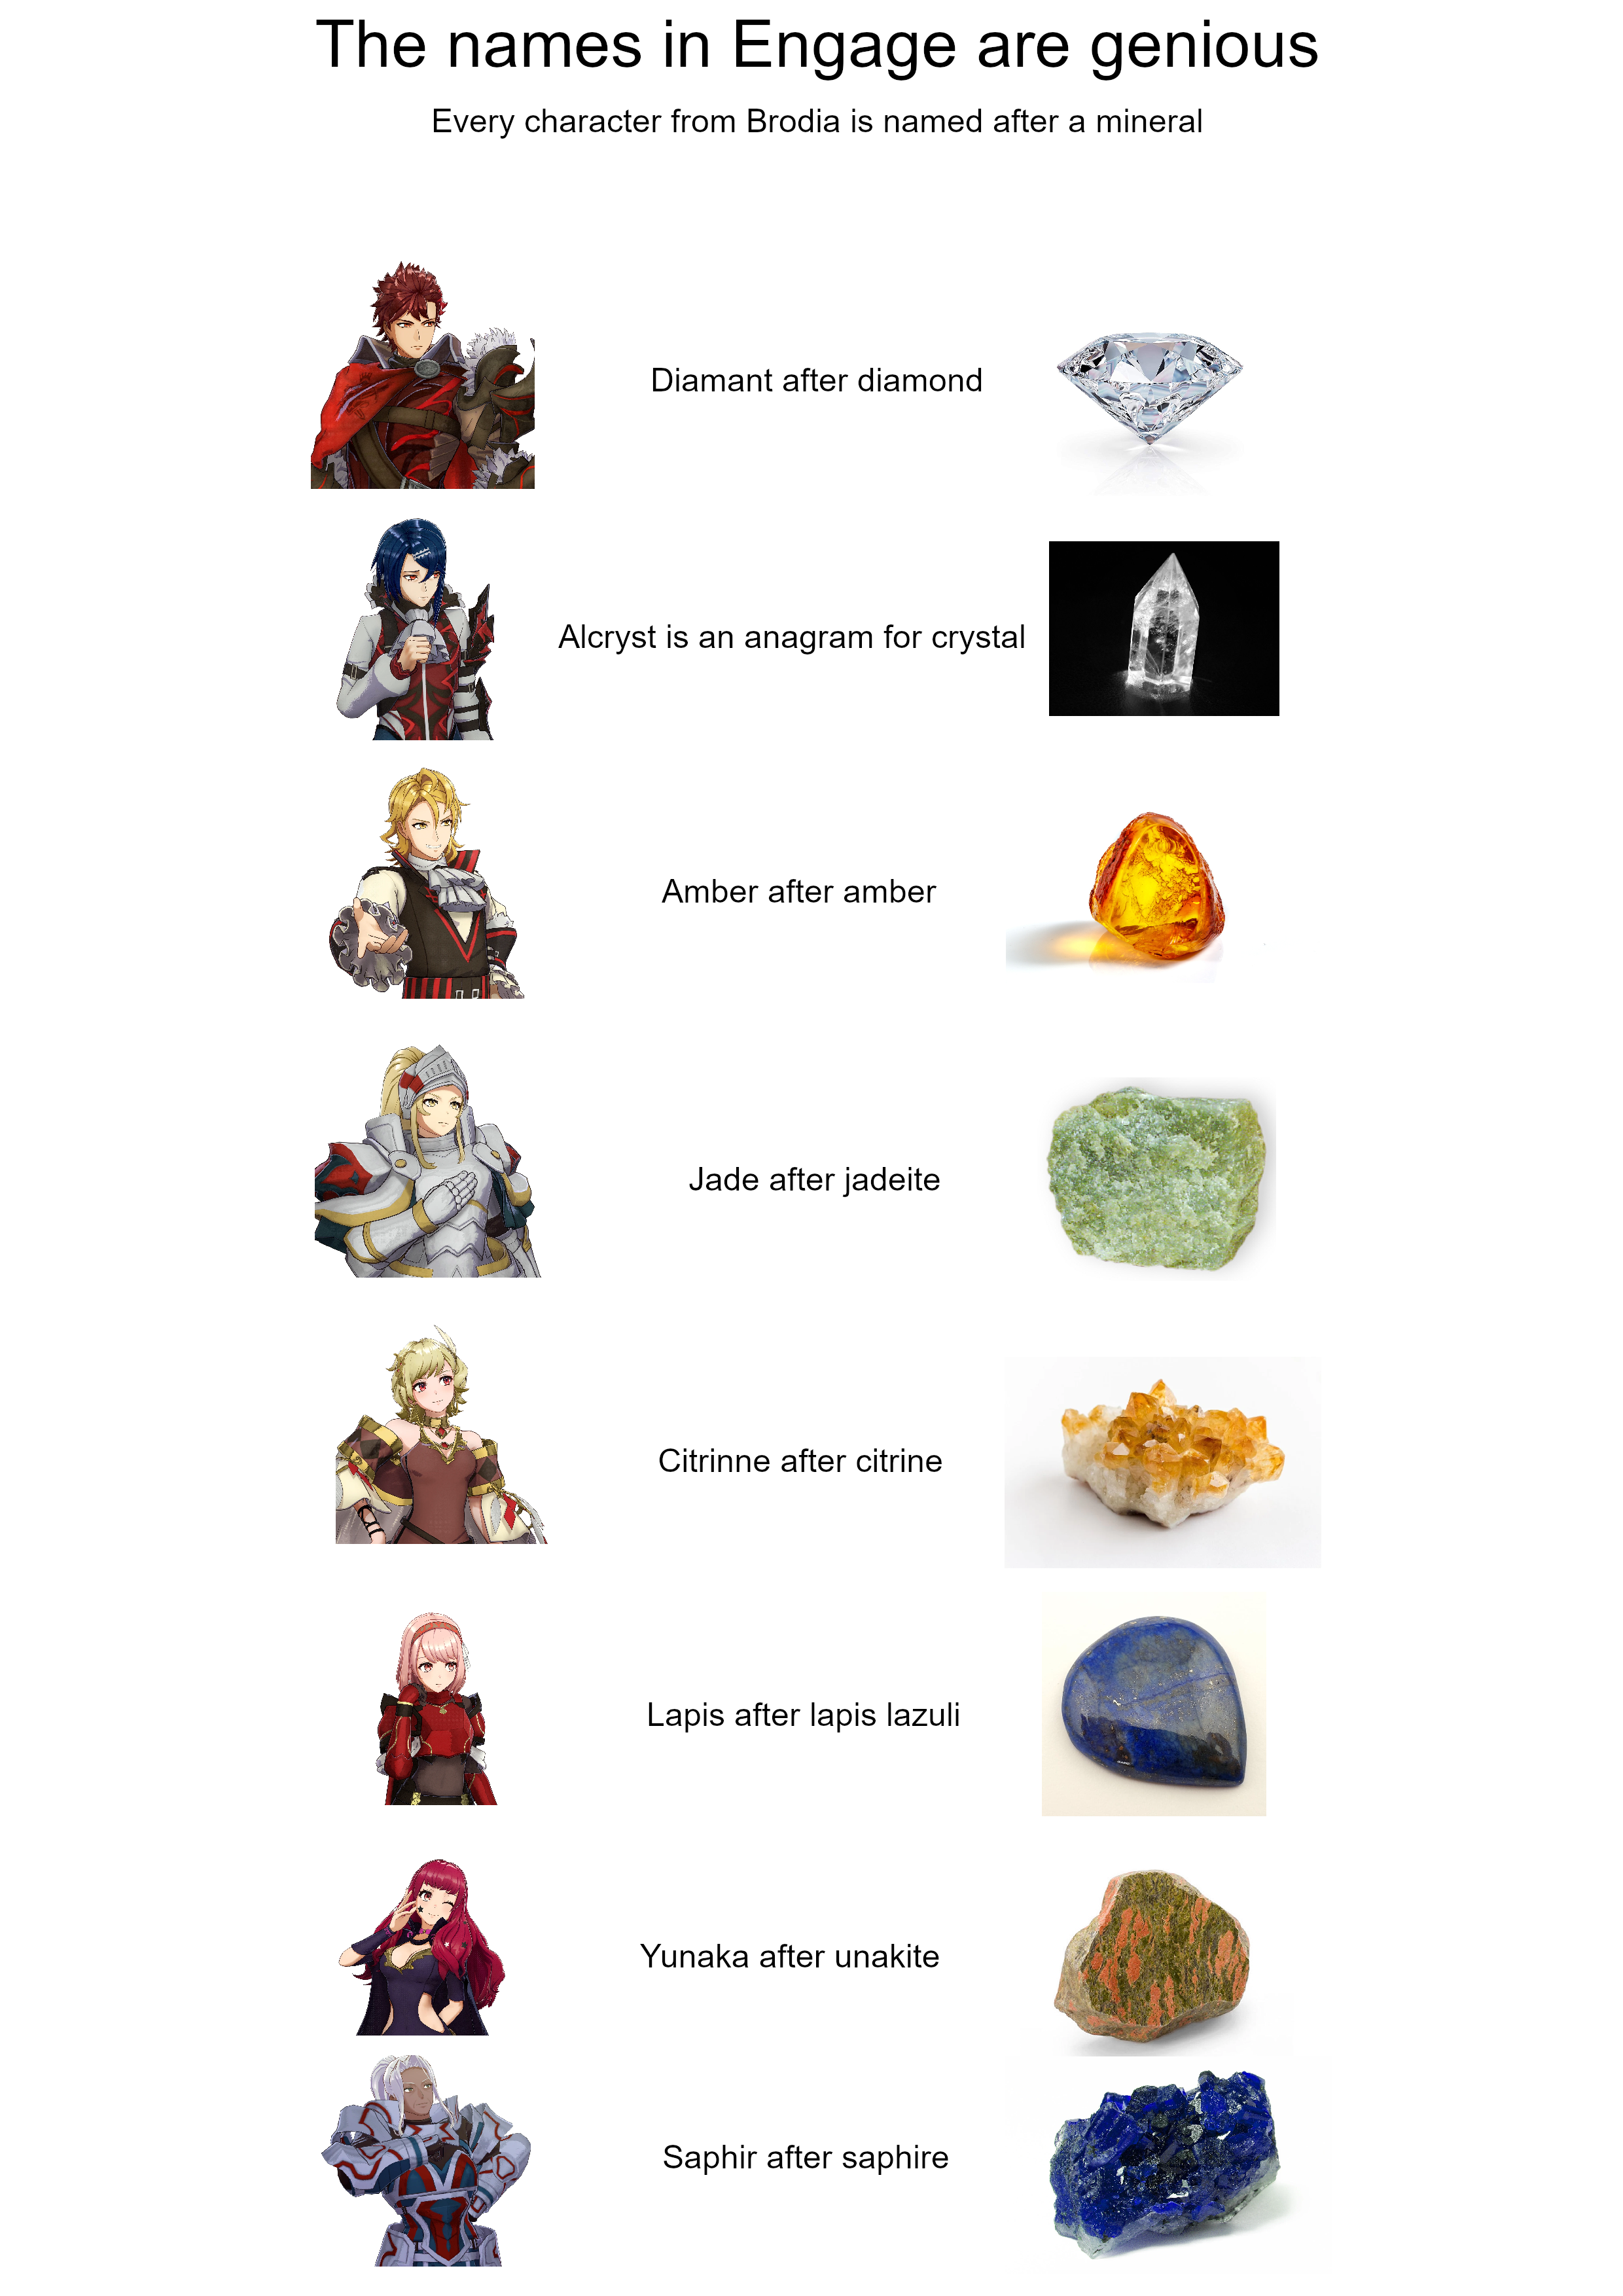 The names in Engage are genious
Every character from Brodia is named after a mineral
Diamant after diamond
Alcryst is an anagram for crystal
Amber after amber
Jade after jadeite
Citrinne after citrine
Lapis after lapis lazuli
Yunaka after unakite
Saphir after saphire